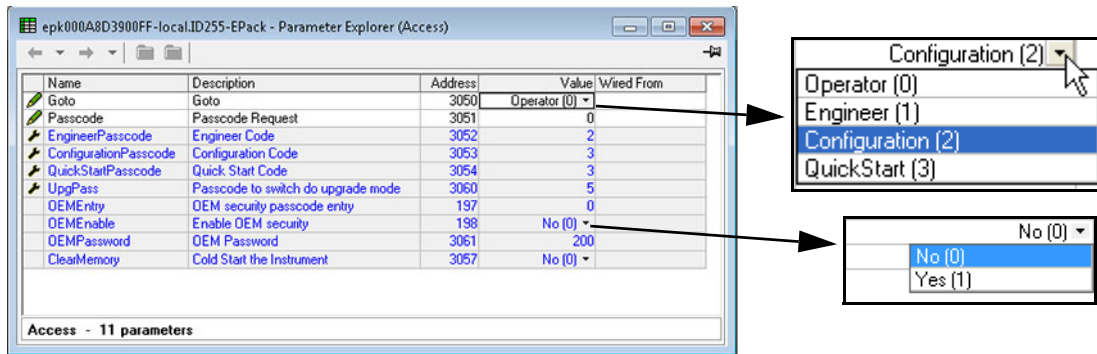 epk000A8D3900FF-local.ID255-EPack - Parameter Explorer (Access)
Name Description Address Value Wired From
Goto Goto 3050 Operator (0)
Passcode Passcode Request 3051 0
EngineerPasscode Engineer Code 3052 2
ConfigurationPasscode Configuration Code 3053 3
QuickStartPasscode Quick Start Code 3054 3
UpgPass Passcode to switch do upgrade mode 3060 5
OEMEntry OEM security passcode entry 197 0
OEMEnable Enable OEM security 198 No (0)
OEMPassword OEM Password 3061 200
ClearMemory Cold Start the Instrument 3057 No (0)
Access - 11 parameters
Configuration (2)
Operator (0)
Engineer (1)
Configuration (2)
QuickStart (3)
No (0)
No (0)
Yes (1)